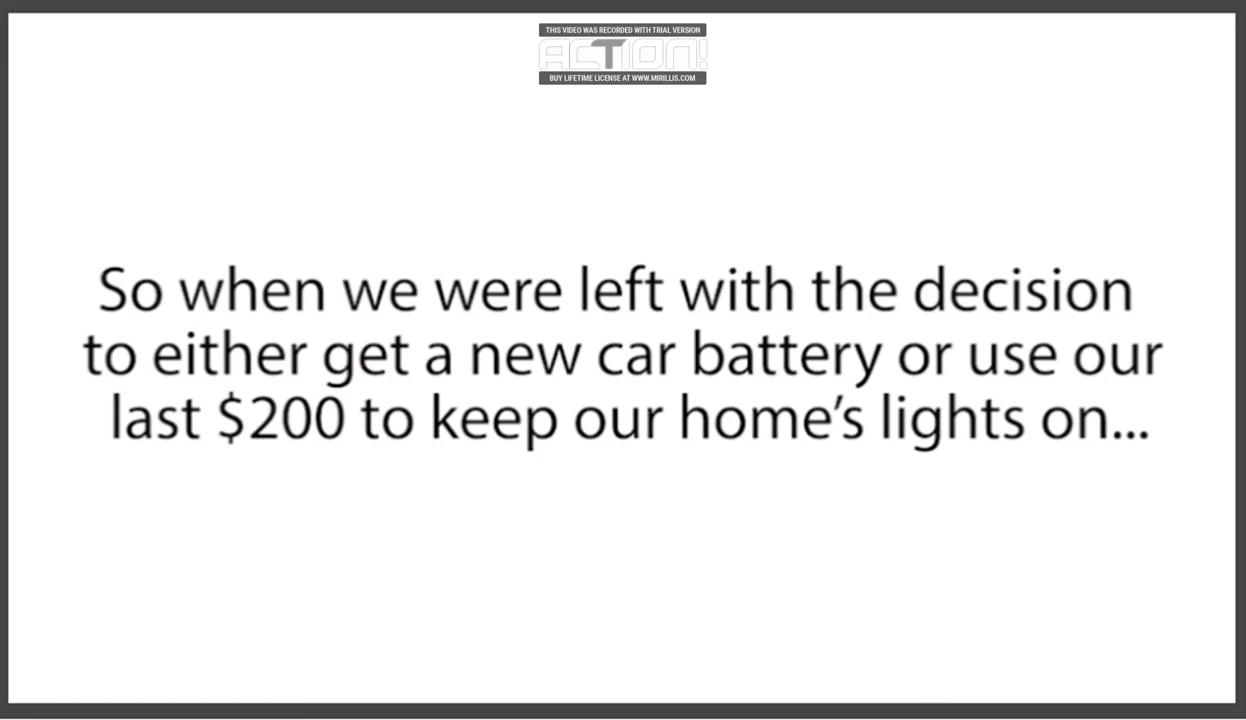 THIS VIDEO WAS RECORDED WITH TRIAL VERSION
ACTION!
BUY LIFETIME LICENSE AT WWW.MIRILLIS.COM
So when we were left with the decision
to either get a new car battery or use our
last $200 to keep our home’s lights on...